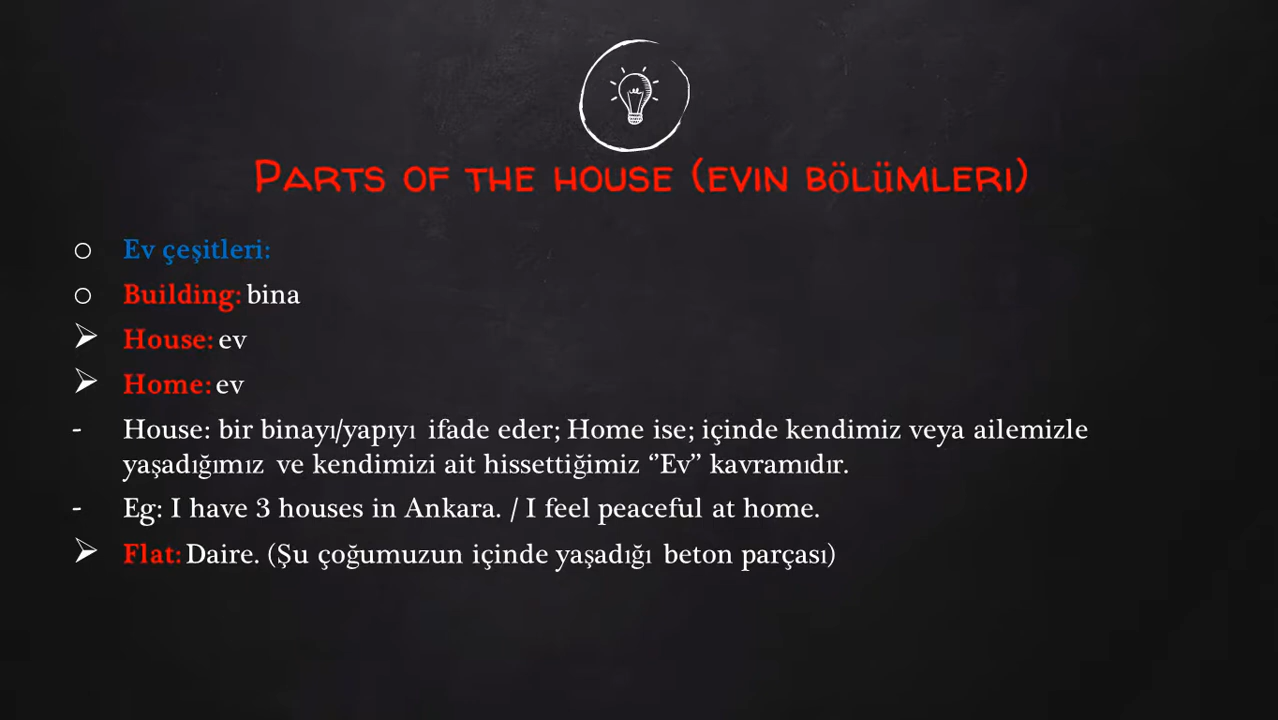 Parts of the house (evin bölümleri)
○ Ev çeşitleri:
○ Building: bina
➤ House: ev
➤ Home: ev
- House: bir binayı/yapıyı ifade eder; Home ise; içinde kendimiz veya ailemizle
yaşadığımız ve kendimizi ait hissettiğimiz ‘’Ev’’ kavramıdır.
- Eg: I have 3 houses in Ankara. / I feel peaceful at home.
➤ Flat: Daire. (Şu çoğumuzun içinde yaşadığı beton parçası)